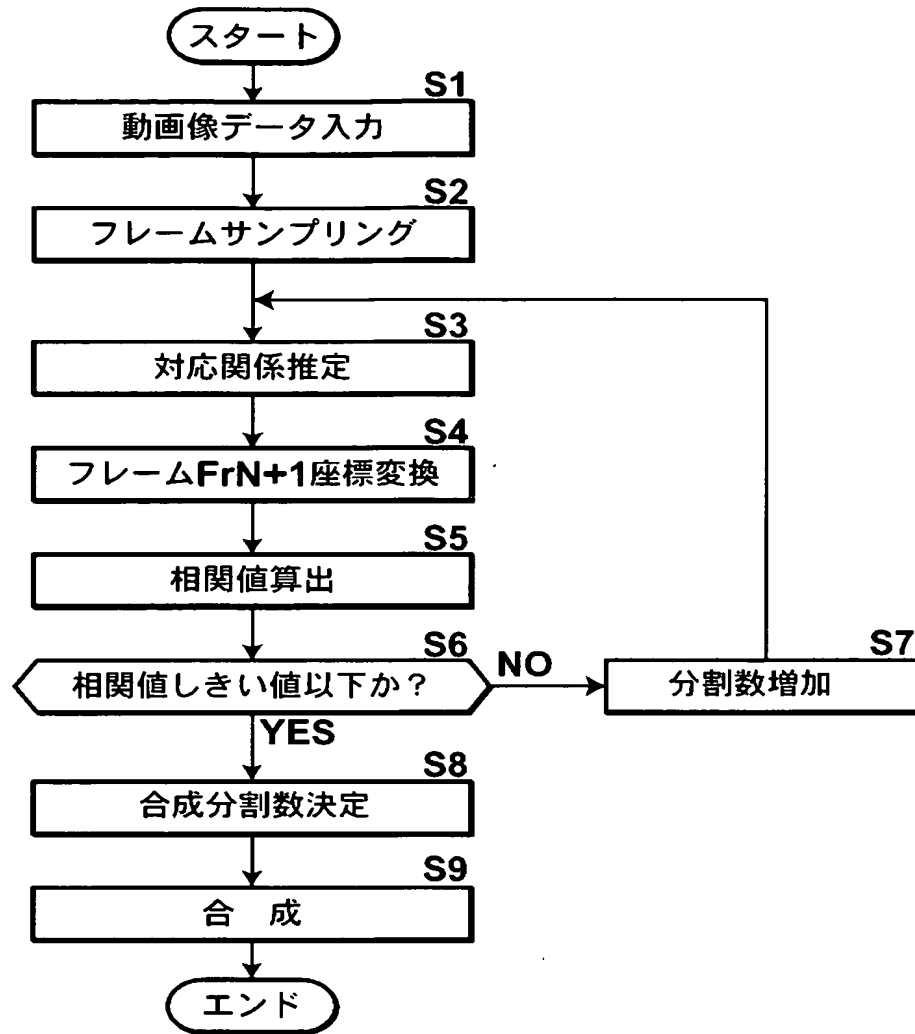 スタート
S1
動画像データ入力
S2
フレームサンプリング
S3
対応関係推定
S4
フレームFrN+1座標変換
S5
相関値算出
S6
相関値しきい値以下か？
NO
S7
分割数増加
YES
S8
合成分割数決定
S9
合　成
エンド